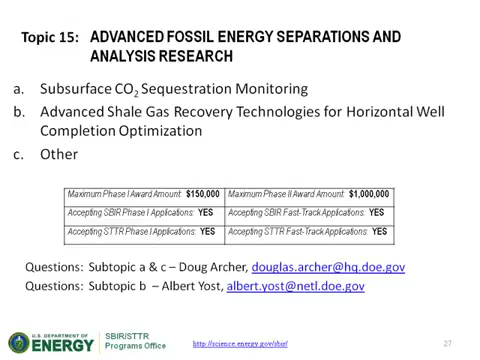 Topic 15: ADVANCED FOSSIL ENERGY SEPARATIONS AND
ANALYSIS RESEARCH
a. Subsurface CO2 Sequestration Monitoring
b. Advanced Shale Gas Recovery Technologies for Horizontal Well
Completion Optimization
c. Other
Maximum Phase I Award Amount: $150,000 Maximum Phase II Award Amount: $1,000,000
Accepting SBIR Phase I Applications: YES Accepting SBIR Fast-Track Applications: YES
Accepting STTR Phase I Applications: YES Accepting STTR Fast-Track Applications: YES
Questions: Subtopic a & c – Doug Archer, douglas.archer@hq.doe.gov
Questions: Subtopic b – Albert Yost, albert.yost@netl.doe.gov
U.S. DEPARTMENT OF
ENERGY
SBIR/STTR
Programs Office
http://science.energy.gov/sbir/
27